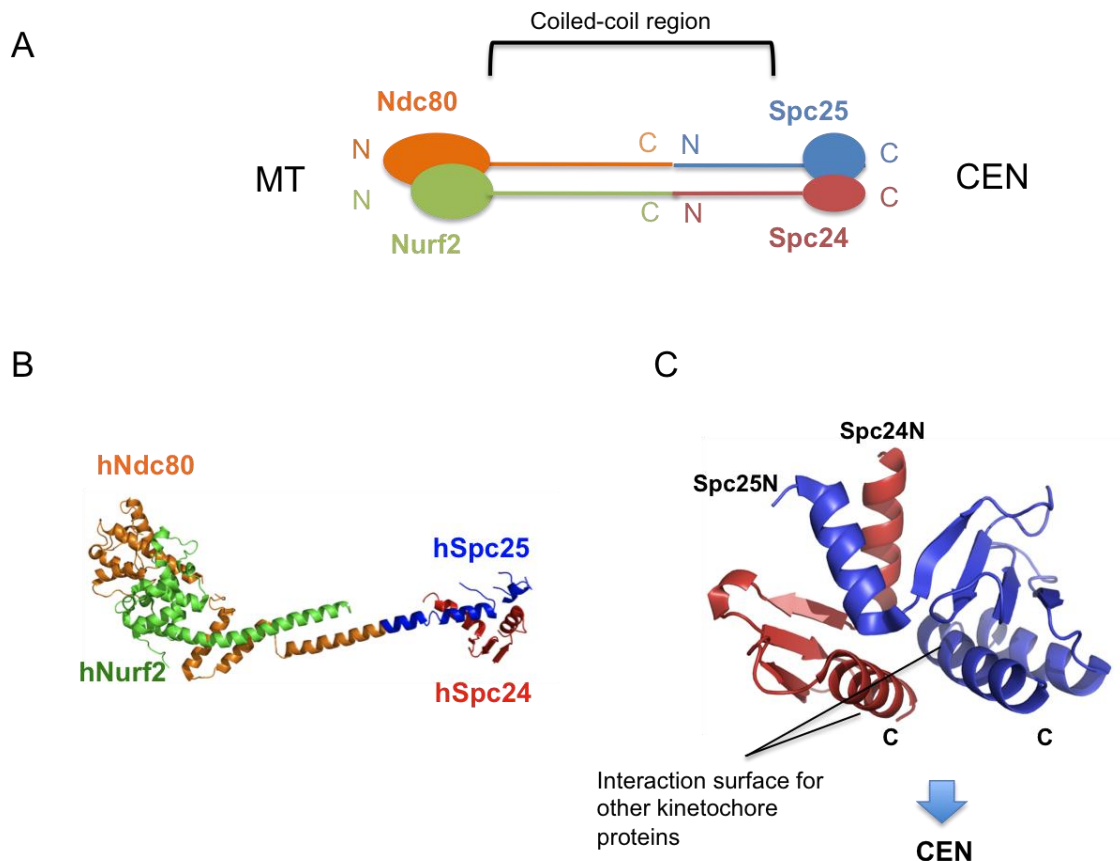 A
Coiled-coil region
Ndc80
Spc25
N
C
N
C
MT
CEN
N
C
N
C
Nurf2
Spc24
B
C
hNdc80
hSpc25
hNurf2
hSpc24
Spc24N
Spc25N
C
C
Interaction surface for
other kinetochore
proteins
CEN